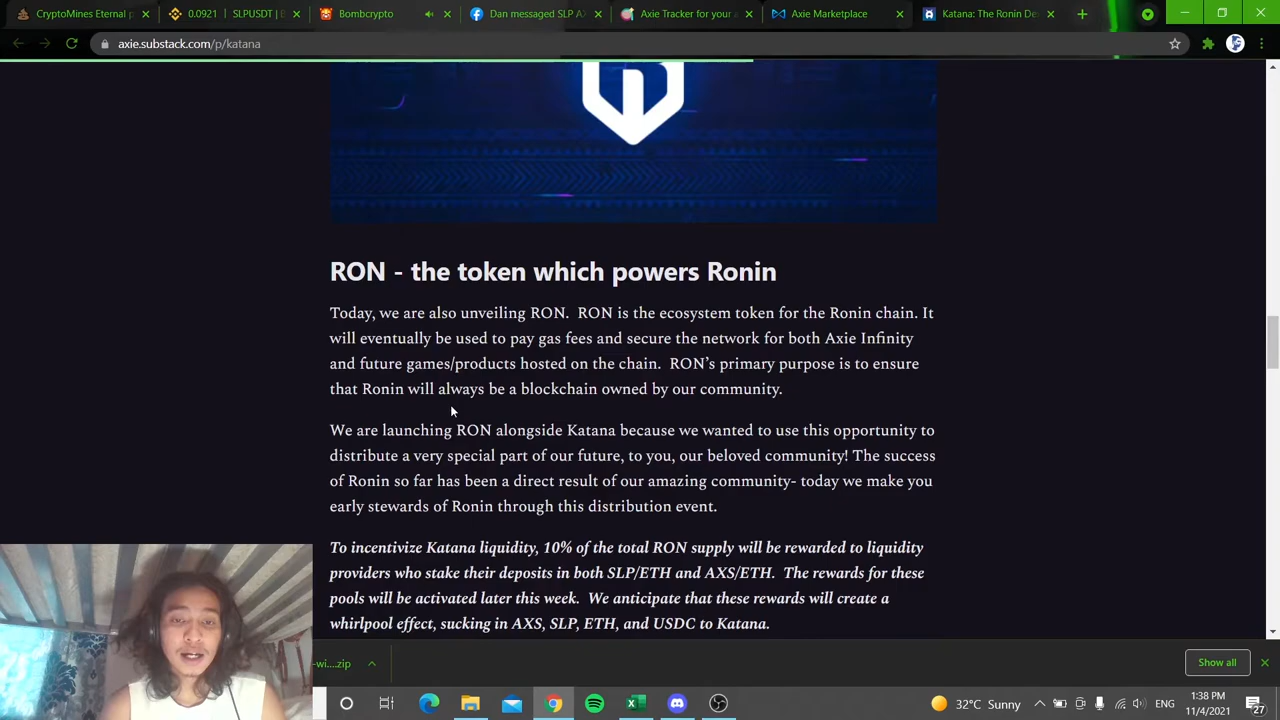 CryptoMines Eternal p
0.0921 | SLPUSDT | B
Bombcrypto
Dan messaged SLP A
Axie Tracker for your a
Axie Marketplace
Katana: The Ronin De
axie.substack.com/p/katana
RON - the token which powers Ronin
Today, we are also unveiling RON. RON is the ecosystem token for the Ronin chain. It
will eventually be used to pay gas fees and secure the network for both Axie Infinity
and future games/products hosted on the chain. RON’s primary purpose is to ensure
that Ronin will always be a blockchain owned by our community.
We are launching RON alongside Katana because we wanted to use this opportunity to
distribute a very special part of our future, to you, our beloved community! The success
of Ronin so far has been a direct result of our amazing community- today we make you
early stewards of Ronin through this distribution event.
To incentivize Katana liquidity, 10% of the total RON supply will be rewarded to liquidity
providers who stake their deposits in both SLP/ETH and AXS/ETH. The rewards for these
pools will be activated later this week. We anticipate that these rewards will create a
whirlpool effect, sucking in AXS, SLP, ETH, and USDC to Katana.
-wi....zip
Show all
32°C Sunny
ENG
1:38 PM
11/4/2021
27